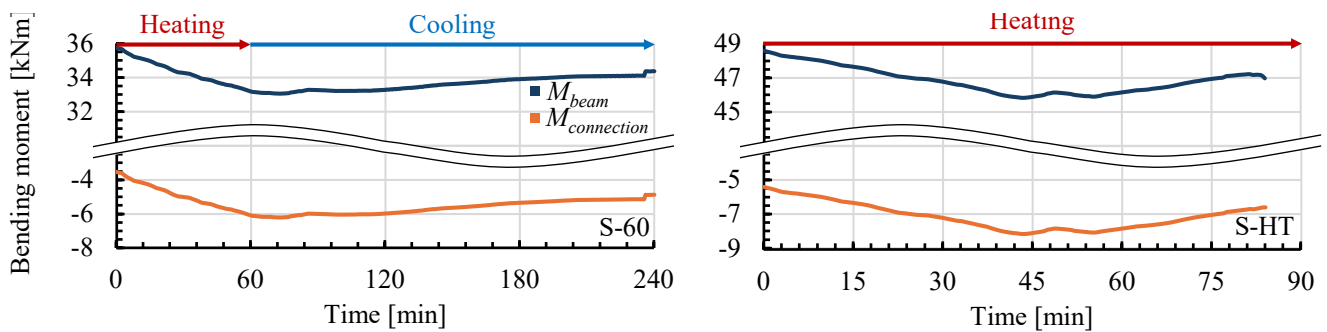 Heating
Cooling
Bending moment [kNm]
36
34
32
-4
-6
-8
M_beam
M_connection
S-60
0
60
120
180
240
Time [min]
Heating
49
47
45
-5
-7
-9
S-HT
0
15
30
45
60
75
90
Time [min]